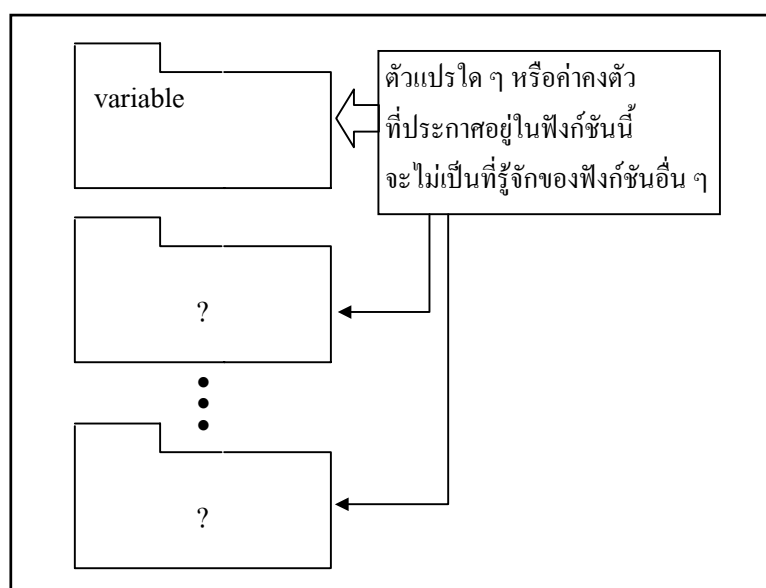 variable
ตัวแปรใด ๆ หรือค่าคงตัว
ที่ประกาศอยู่ในฟังก์ชันนี้
จะไม่เป็นที่รู้จักของฟังก์ชันอื่น ๆ
?
?